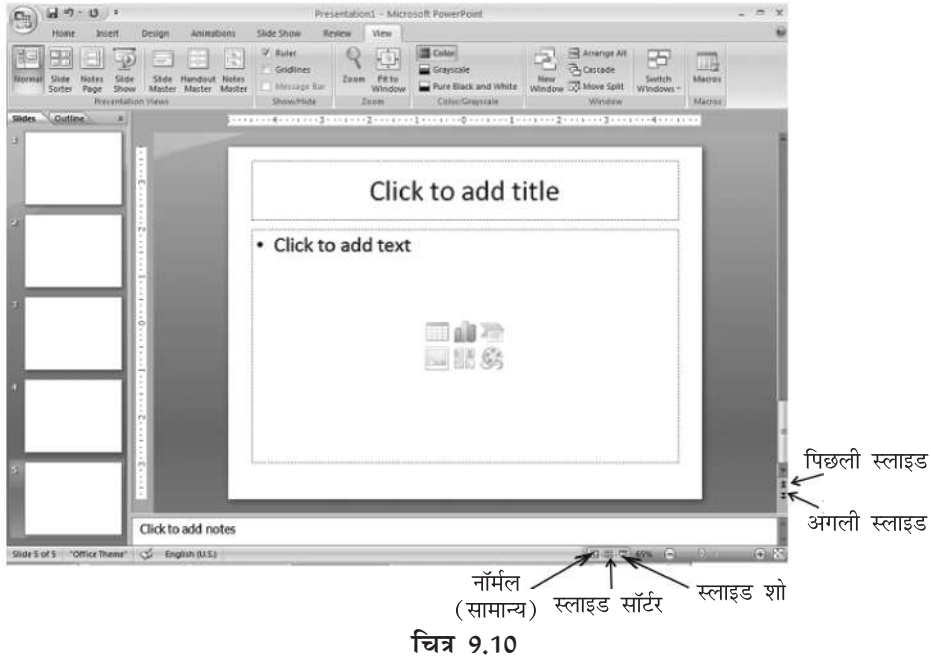 Presentation1 - Microsoft PowerPoint
Home Insert Design Animations Slide Show Review View
Normal Slide Sorter Notes Page Slide Show Slide Master Handout Master Notes Master
Presentation Views
Ruler
Gridlines
Message Bar
Show/Hide
Zoom Fit to Window
Zoom
Color
Grayscale
Pure Black and White
Color/Grayscale
New Window
Arrange All
Cascade
Move Split
Switch Windows
Window
Macros
Macros
Slides Outline
1
2
3
4
5
Click to add title
• Click to add text
Click to add notes
Slide 5 of 5 "Office Theme" English (U.S.) 65%
पिछली स्लाइड
अगली स्लाइड
नॉर्मल
(सामान्य)
स्लाइड सॉर्टर
स्लाइड शो
चित्र 9.10